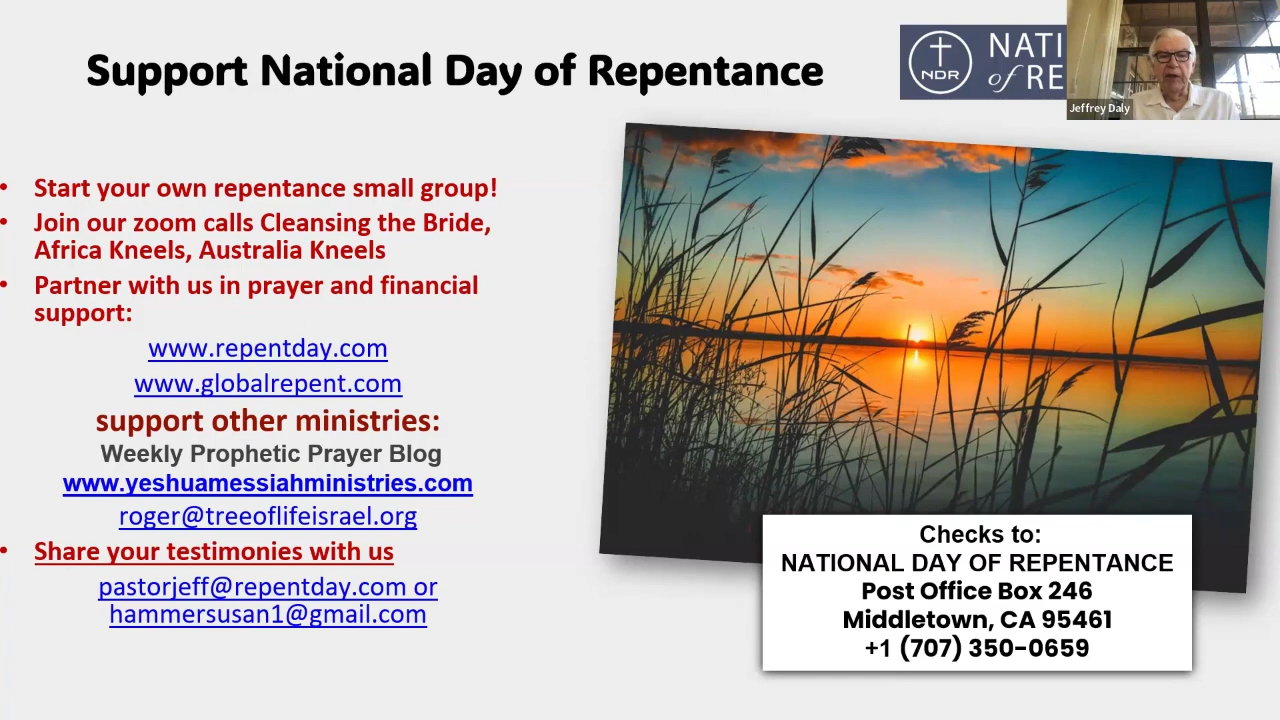 Support National Day of Repentance
NDR
NATI
of RE
Jeffrey Daly
• Start your own repentance small group!
• Join our zoom calls Cleansing the Bride,
Africa Kneels, Australia Kneels
• Partner with us in prayer and financial
support:
www.repentday.com
www.globalrepent.com
support other ministries:
Weekly Prophetic Prayer Blog
www.yeshuamessiahministries.com
roger@treeoflifeisrael.org
• Share your testimonies with us
pastorjeff@repentday.com or
hammersusan1@gmail.com
Checks to:
NATIONAL DAY OF REPENTANCE
Post Office Box 246
Middletown, CA 95461
+1 (707) 350-0659